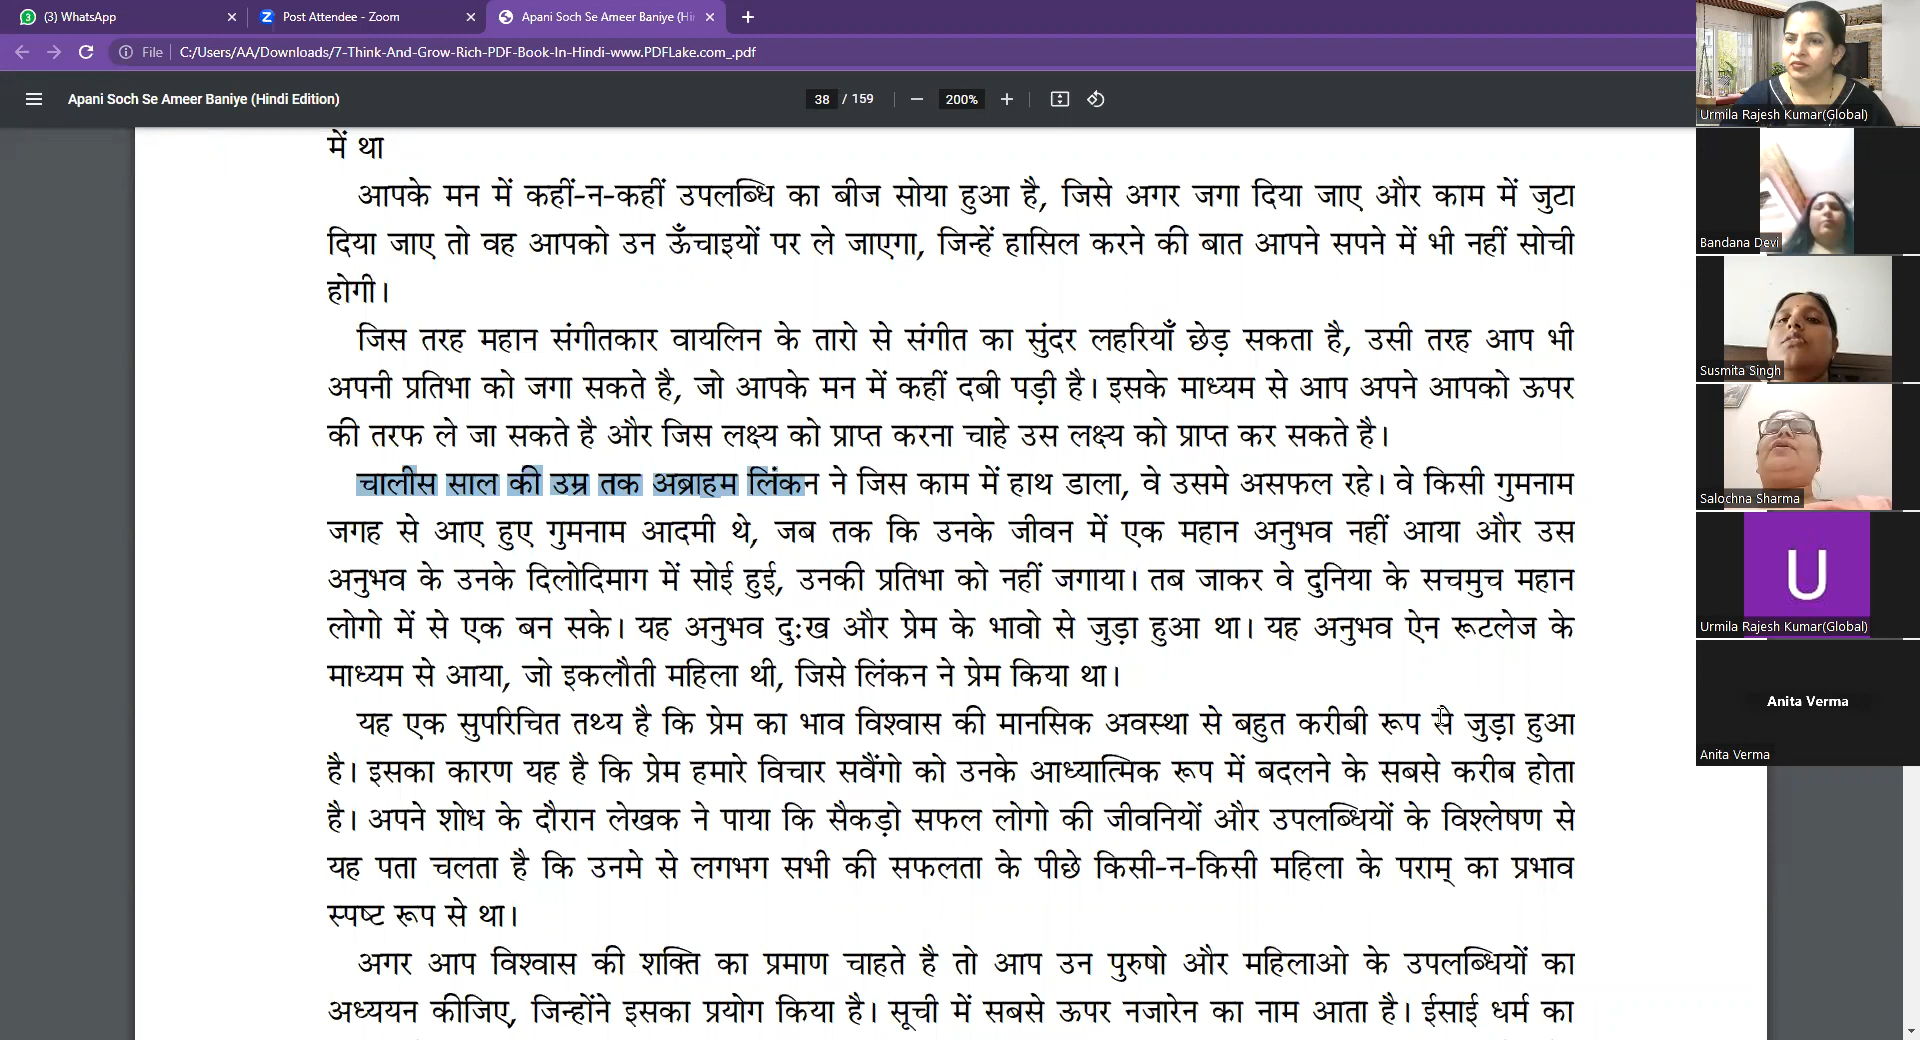 (3) WhatsApp
Post Attendee - Zoom
Apani Soch Se Ameer Baniye (Hi
File
C:/Users/AA/Downloads/7-Think-And-Grow-Rich-PDF-Book-In-Hindi-www.PDFLake.com_.pdf
Apani Soch Se Ameer Baniye (Hindi Edition)
38 / 159
200%
में था
आपके मन में कहीं-न-कहीं उपलब्धि का बीज सोया हुआ है, जिसे अगर जगा दिया जाए और काम में जुटा
दिया जाए तो वह आपको उन ऊँचाइयों पर ले जाएगा, जिन्हें हासिल करने की बात आपने सपने में भी नहीं सोची
होगी।
जिस तरह महान संगीतकार वायलिन के तारो से संगीत का सुंदर लहरियाँ छेड़ सकता है, उसी तरह आप भी
अपनी प्रतिभा को जगा सकते है, जो आपके मन में कहीं दबी पड़ी है। इसके माध्यम से आप अपने आपको ऊपर
की तरफ ले जा सकते है और जिस लक्ष्य को प्राप्त करना चाहे उस लक्ष्य को प्राप्त कर सकते है।
चालीस साल की उम्र तक अब्राहम लिंकन ने जिस काम में हाथ डाला, वे उसमे असफल रहे। वे किसी गुमनाम
जगह से आए हुए गुमनाम आदमी थे, जब तक कि उनके जीवन में एक महान अनुभव नहीं आया और उस
अनुभव के उनके दिलोदिमाग में सोई हुई, उनकी प्रतिभा को नहीं जगाया। तब जाकर वे दुनिया के सचमुच महान
लोगो में से एक बन सके। यह अनुभव दुःख और प्रेम के भावो से जुड़ा हुआ था। यह अनुभव ऐन रूटलेज के
माध्यम से आया, जो इकलौती महिला थी, जिसे लिंकन ने प्रेम किया था।
यह एक सुपरिचित तथ्य है कि प्रेम का भाव विश्वास की मानसिक अवस्था से बहुत करीबी रूप से जुड़ा हुआ
है। इसका कारण यह है कि प्रेम हमारे विचार सवैंगो को उनके आध्यात्मिक रूप में बदलने के सबसे करीब होता
है। अपने शोध के दौरान लेखक ने पाया कि सैकड़ो सफल लोगो की जीवनियों और उपलब्धियों के विश्लेषण से
यह पता चलता है कि उनमे से लगभग सभी की सफलता के पीछे किसी-न-किसी महिला के पराम् का प्रभाव
स्पष्ट रूप से था।
अगर आप विश्वास की शक्ति का प्रमाण चाहते है तो आप उन पुरुषो और महिलाओ के उपलब्धियों का
अध्ययन कीजिए, जिन्होंने इसका प्रयोग किया है। सूची में सबसे ऊपर नजारेन का नाम आता है। ईसाई धर्म का
Urmila Rajesh Kumar(Global)
Bandana Devi
Susmita Singh
Salochna Sharma
U
Urmila Rajesh Kumar(Global)
Anita Verma
Anita Verma